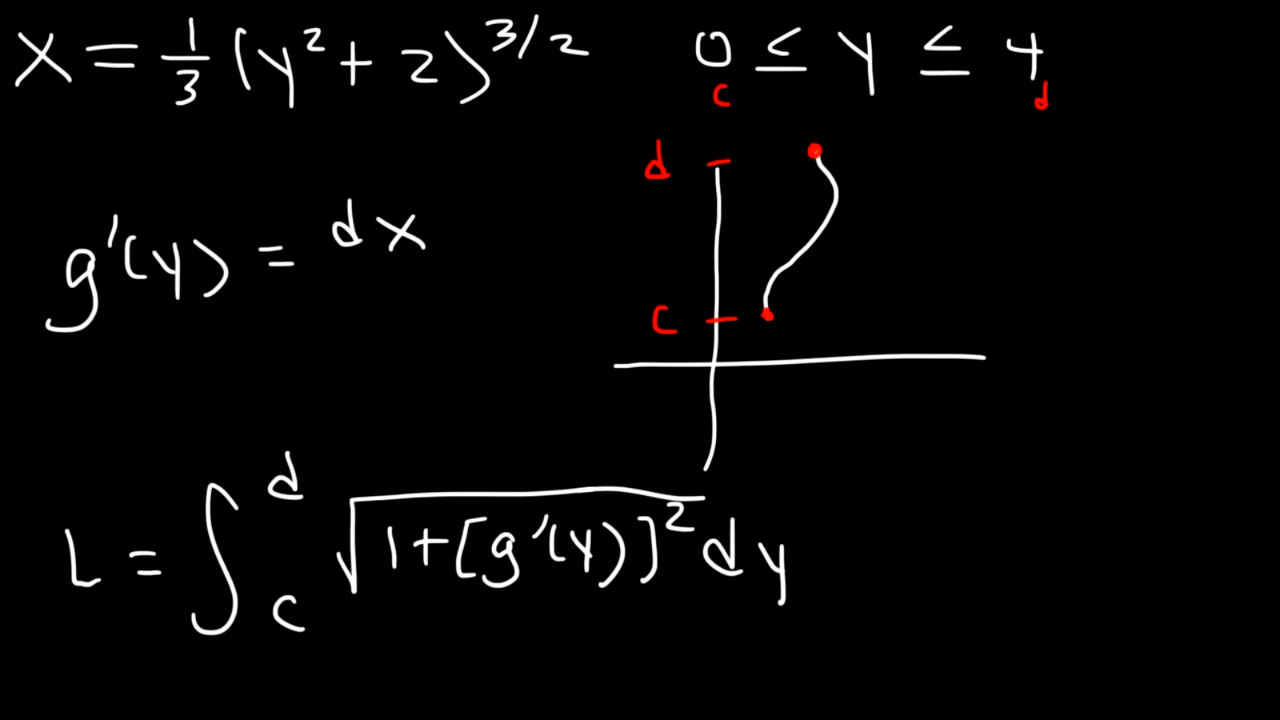 x = 1/3 (y² + 2)^3/2 0 ≤ y ≤ 4
c d
d
g'(y) = dx
c
L = ∫_c^d √(1+[g'(y)]²) dy